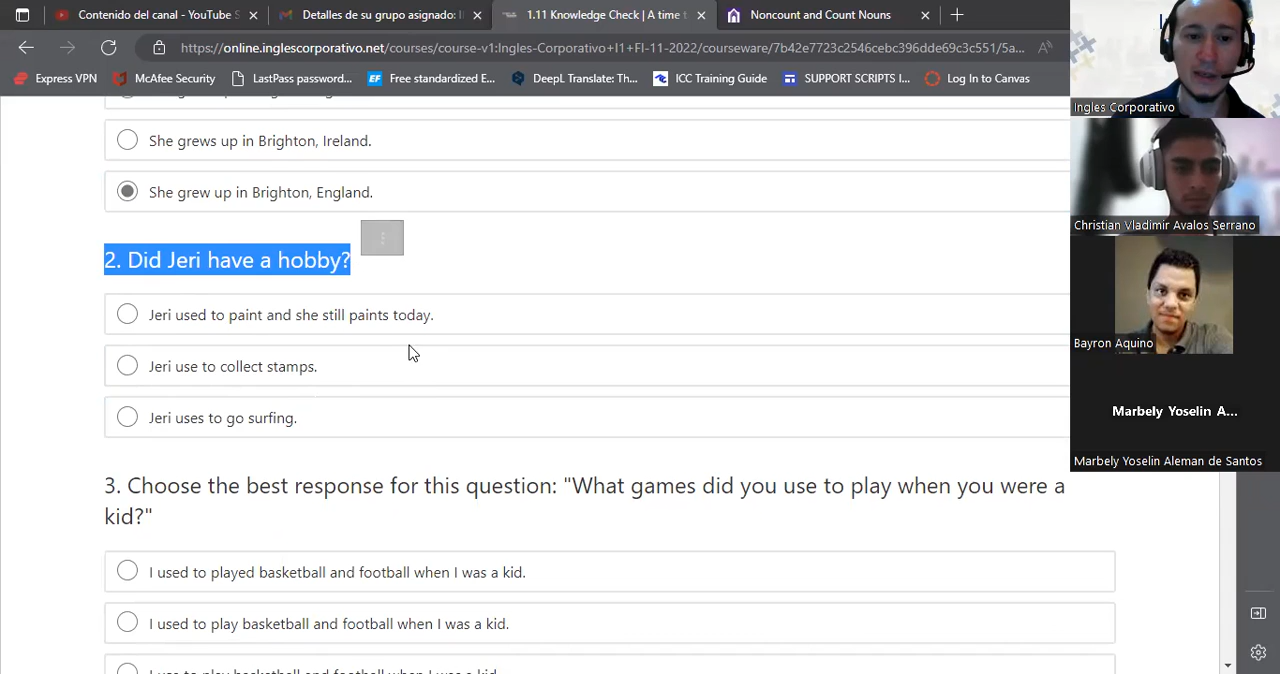 Contenido del canal - YouTube S
Detalles de su grupo asignado: I
1.11 Knowledge Check | A time t
Noncount and Count Nouns
https://online.inglescorporativo.net/courses/course-v1:Ingles-Corporativo+I1+FI-11-2022/courseware/7b42e7723c2546cebc396dde69c3c551/5a...
Express VPN
McAfee Security
LastPass password...
EF Free standardized E...
DeepL Translate: Th...
ICC Training Guide
SUPPORT SCRIPTS I...
Log In to Canvas
She grews up in Brighton, Ireland.
She grew up in Brighton, England.
2. Did Jeri have a hobby?
Jeri used to paint and she still paints today.
Jeri use to collect stamps.
Jeri uses to go surfing.
3. Choose the best response for this question: "What games did you use to play when you were a
kid?"
I used to played basketball and football when I was a kid.
I used to play basketball and football when I was a kid.
Ingles Corporativo
Christian Vladimir Avalos Serrano
Bayron Aquino
Marbely Yoselin A...
Marbely Yoselin Aleman de Santos